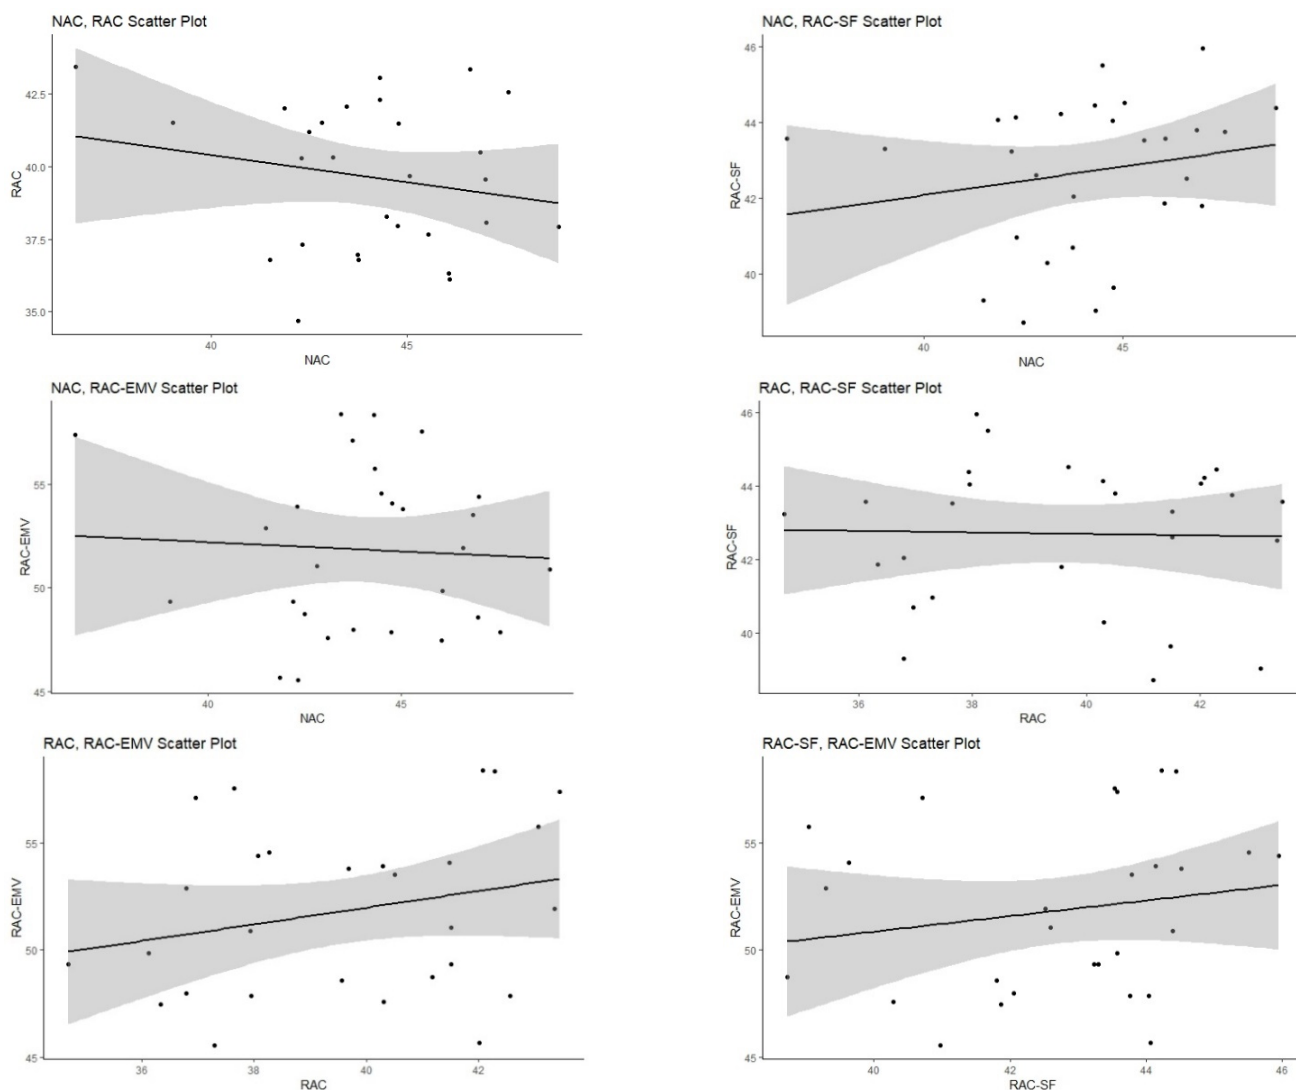 NAC, RAC Scatter Plot
RAC
42.5
40.0
37.5
35.0
40
45
NAC
NAC, RAC-SF Scatter Plot
RAC-SF
46
44
42
40
40
45
NAC
NAC, RAC-EMV Scatter Plot
RAC-EMV
55
50
45
40
45
NAC
RAC, RAC-SF Scatter Plot
RAC-SF
46
44
42
40
36
38
40
42
RAC
RAC, RAC-EMV Scatter Plot
RAC-EMV
55
50
45
36
38
40
42
RAC
RAC-SF, RAC-EMV Scatter Plot
RAC-EMV
55
50
45
40
42
44
46
RAC-SF